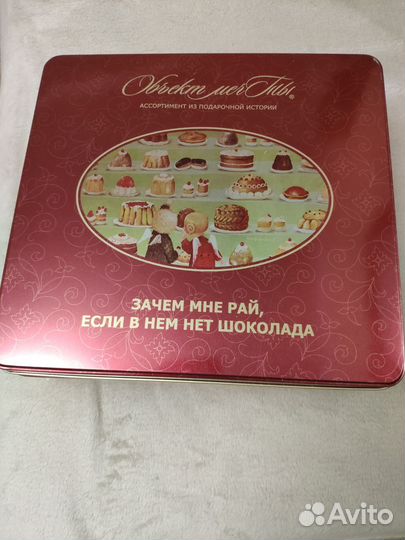 Объект мечТы®
АССОРТИМЕНТ ИЗ ПОДАРОЧНОЙ ИСТОРИИ
ЗАЧЕМ МНЕ РАЙ,
ЕСЛИ В НЕМ НЕТ ШОКОЛАДА
Avito